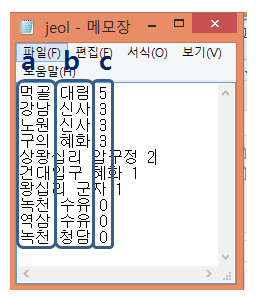 jeol - 메모장
파일(F) 편집(E) 서식(O) 보기(V)
도움말(H)
a b c
먹골 대림 5
강남 신사 3
노원 신사 3
구의 혜화 3
상왕십리 압구정 2
건대입구 혜화 1
왕십리 군자 1
녹천 수유 0
역삼 수유 0
녹천 청담 0